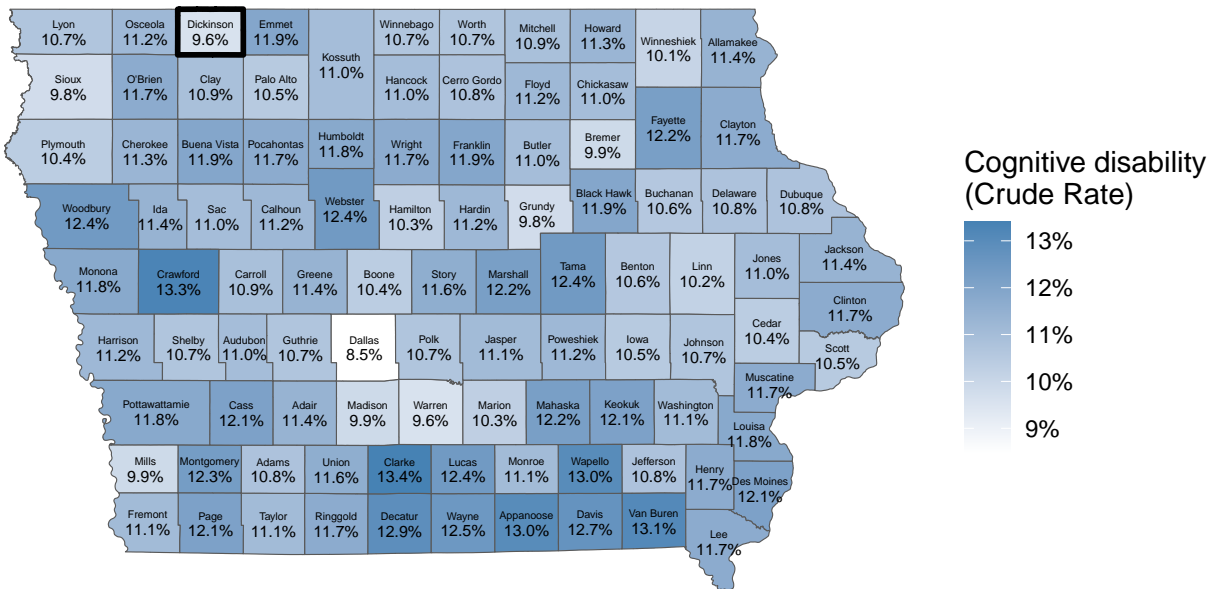 Lyon
10.7%
Osceola
11.2%
Dickinson
9.6%
Emmet
11.9%
Kossuth
11.0%
Winnebago
10.7%
Worth
10.7%
Mitchell
10.9%
Howard
11.3%
Winneshiek
10.1%
Allamakee
11.4%
Sioux
9.8%
O'Brien
11.7%
Clay
10.9%
Palo Alto
10.5%
Hancock
11.0%
Cerro Gordo
10.8%
Floyd
11.2%
Chickasaw
11.0%
Fayette
12.2%
Clayton
11.7%
Plymouth
10.4%
Cherokee
11.3%
Buena Vista
11.9%
Pocahontas
11.7%
Humboldt
11.8%
Wright
11.7%
Franklin
11.9%
Butler
11.0%
Bremer
9.9%
Woodbury
12.4%
Ida
11.4%
Sac
11.0%
Calhoun
11.2%
Webster
12.4%
Hamilton
10.3%
Hardin
11.2%
Grundy
9.8%
Black Hawk
11.9%
Buchanan
10.6%
Delaware
10.8%
Dubuque
10.8%
Monona
11.8%
Crawford
13.3%
Carroll
10.9%
Greene
11.4%
Boone
10.4%
Story
11.6%
Marshall
12.2%
Tama
12.4%
Benton
10.6%
Linn
10.2%
Jones
11.0%
Jackson
11.4%
Clinton
11.7%
Harrison
11.2%
Shelby
10.7%
Audubon
11.0%
Guthrie
10.7%
Dallas
8.5%
Polk
10.7%
Jasper
11.1%
Poweshiek
11.2%
Iowa
10.5%
Johnson
10.7%
Cedar
10.4%
Scott
10.5%
Muscatine
11.7%
Pottawattamie
11.8%
Cass
12.1%
Adair
11.4%
Madison
9.9%
Warren
9.6%
Marion
10.3%
Mahaska
12.2%
Keokuk
12.1%
Washington
11.1%
Louisa
11.8%
Mills
9.9%
Montgomery
12.3%
Adams
10.8%
Union
11.6%
Clarke
13.4%
Lucas
12.4%
Monroe
11.1%
Wapello
13.0%
Jefferson
10.8%
Henry
11.7%
Des Moines
12.1%
Fremont
11.1%
Page
12.1%
Taylor
11.1%
Ringgold
11.7%
Decatur
12.9%
Wayne
12.5%
Appanoose
13.0%
Davis
12.7%
Van Buren
13.1%
Lee
11.7%
Cognitive disability
(Crude Rate)
13%
12%
11%
10%
9%